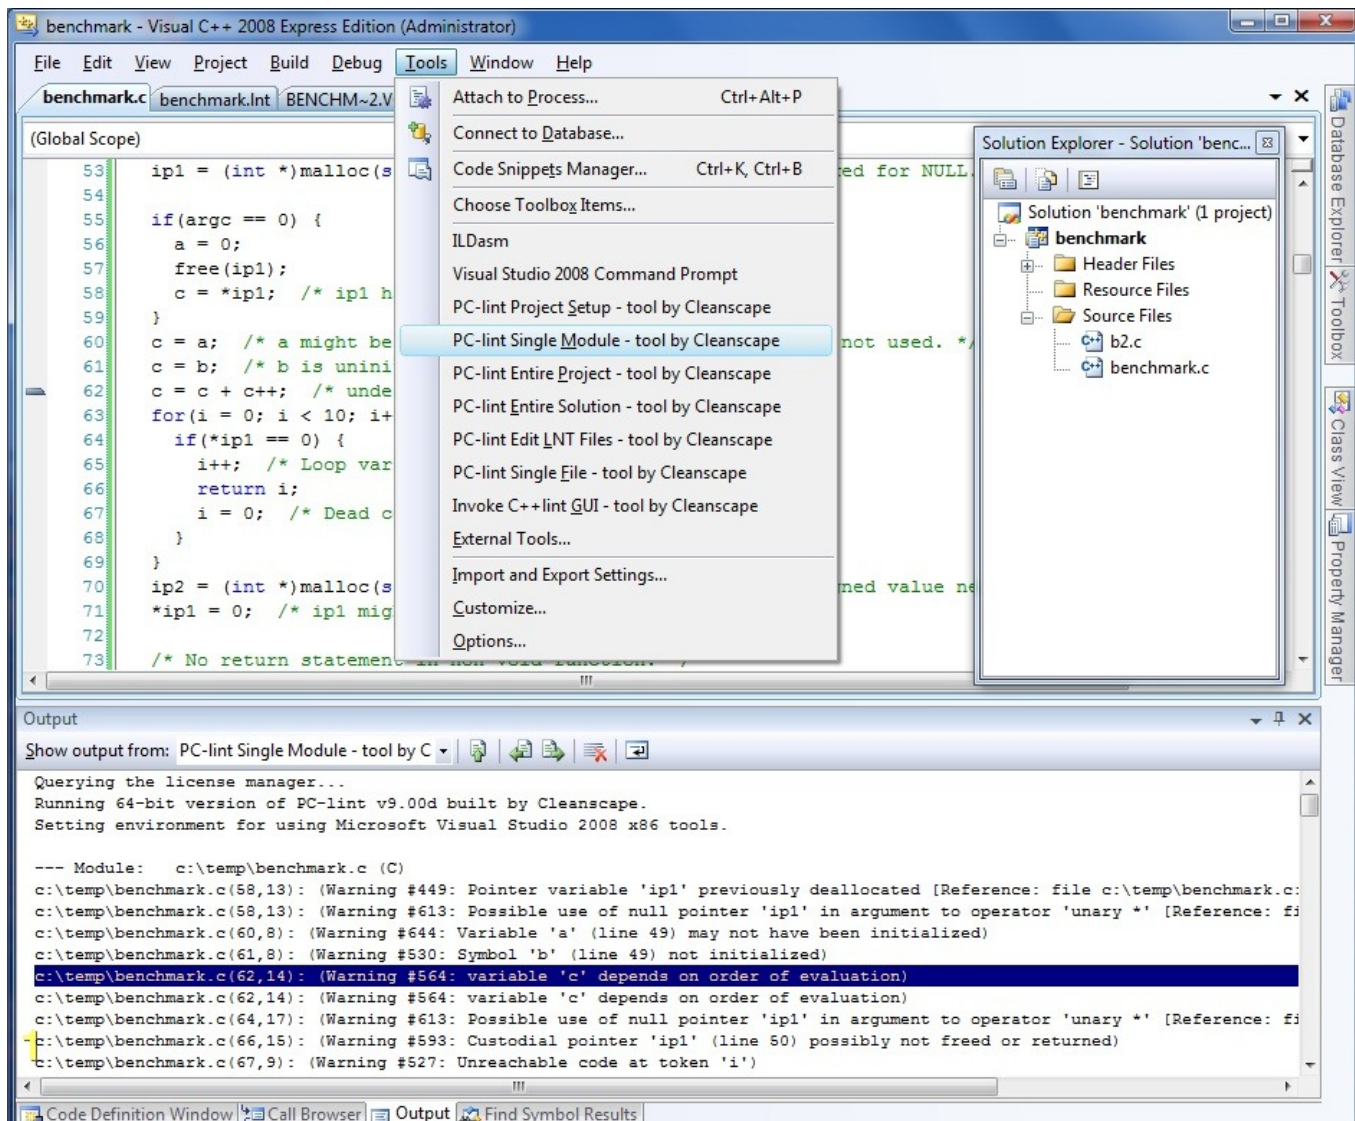 benchmark - Visual C++ 2008 Express Edition (Administrator)
File Edit View Project Build Debug Tools Window Help
benchmark.c benchmark.lnt BENCHM~2.V
(Global Scope)
53 ip1 = (int *)malloc(s
ed for NULL.
54
55 if(argc == 0) {
56 a = 0;
57 free(ip1);
58 c = *ip1; /* ip1 h
59 }
60 c = a; /* a might be
not used. */
61 c = b; /* b is unini
62 c = c + c++; /* unde
63 for(i = 0; i < 10; i+
64 if(*ip1 == 0) {
65 i++; /* Loop var
66 return i;
67 i = 0; /* Dead c
68 }
69 }
70 ip2 = (int *)malloc(s
ned value ne
71 *ip1 = 0; /* ip1 mig
72
73 /* No return statement in non void function. */
Attach to Process... Ctrl+Alt+P
Connect to Database...
Code Snippets Manager... Ctrl+K, Ctrl+B
Choose Toolbox Items...
ILDasm
Visual Studio 2008 Command Prompt
PC-lint Project Setup - tool by Cleanscape
PC-lint Single Module - tool by Cleanscape
PC-lint Entire Project - tool by Cleanscape
PC-lint Entire Solution - tool by Cleanscape
PC-lint Edit LNT Files - tool by Cleanscape
PC-lint Single File - tool by Cleanscape
Invoke C++lint GUI - tool by Cleanscape
External Tools...
Import and Export Settings...
Customize...
Options...
Solution Explorer - Solution 'benc...
Solution 'benchmark' (1 project)
benchmark
Header Files
Resource Files
Source Files
b2.c
benchmark.c
Database Explorer
Toolbox
Class View
Property Manager
Output
Show output from: PC-lint Single Module - tool by C
Querying the license manager...
Running 64-bit version of PC-lint v9.00d built by Cleanscape.
Setting environment for using Microsoft Visual Studio 2008 x86 tools.
--- Module: c:\temp\benchmark.c (C)
c:\temp\benchmark.c(58,13): (Warning #449: Pointer variable 'ip1' previously deallocated [Reference: file c:\temp\benchmark.c:
c:\temp\benchmark.c(58,13): (Warning #613: Possible use of null pointer 'ip1' in argument to operator 'unary *' [Reference: fi
c:\temp\benchmark.c(60,8): (Warning #644: Variable 'a' (line 49) may not have been initialized)
c:\temp\benchmark.c(61,8): (Warning #530: Symbol 'b' (line 49) not initialized)
c:\temp\benchmark.c(62,14): (Warning #564: variable 'c' depends on order of evaluation)
c:\temp\benchmark.c(62,14): (Warning #564: variable 'c' depends on order of evaluation)
c:\temp\benchmark.c(64,17): (Warning #613: Possible use of null pointer 'ip1' in argument to operator 'unary *' [Reference: fi
c:\temp\benchmark.c(66,15): (Warning #593: Custodial pointer 'ip1' (line 50) possibly not freed or returned)
c:\temp\benchmark.c(67,9): (Warning #527: Unreachable code at token 'i')
Code Definition Window Call Browser Output Find Symbol Results